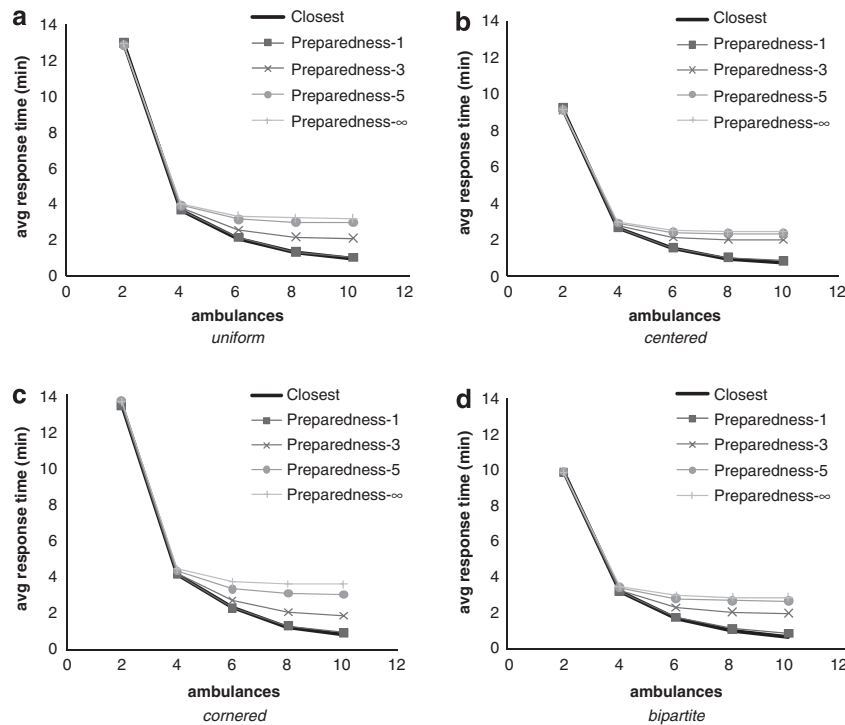 a
avg response time (min)
14
12
10
8
6
4
2
0
0 2 4 6 8 10 12
ambulances
uniform
Closest
Preparedness-1
Preparedness-3
Preparedness-5
Preparedness-∞
b
avg response time (min)
14
12
10
8
6
4
2
0
0 2 4 6 8 10 12
ambulances
centered
Closest
Preparedness-1
Preparedness-3
Preparedness-5
Preparedness-∞
c
avg response time (min)
14
12
10
8
6
4
2
0
0 2 4 6 8 10 12
ambulances
cornered
Closest
Preparedness-1
Preparedness-3
Preparedness-5
Preparedness-∞
d
avg response time (min)
14
12
10
8
6
4
2
0
0 2 4 6 8 10 12
ambulances
bipartite
Closest
Preparedness-1
Preparedness-3
Preparedness-5
Preparedness-∞